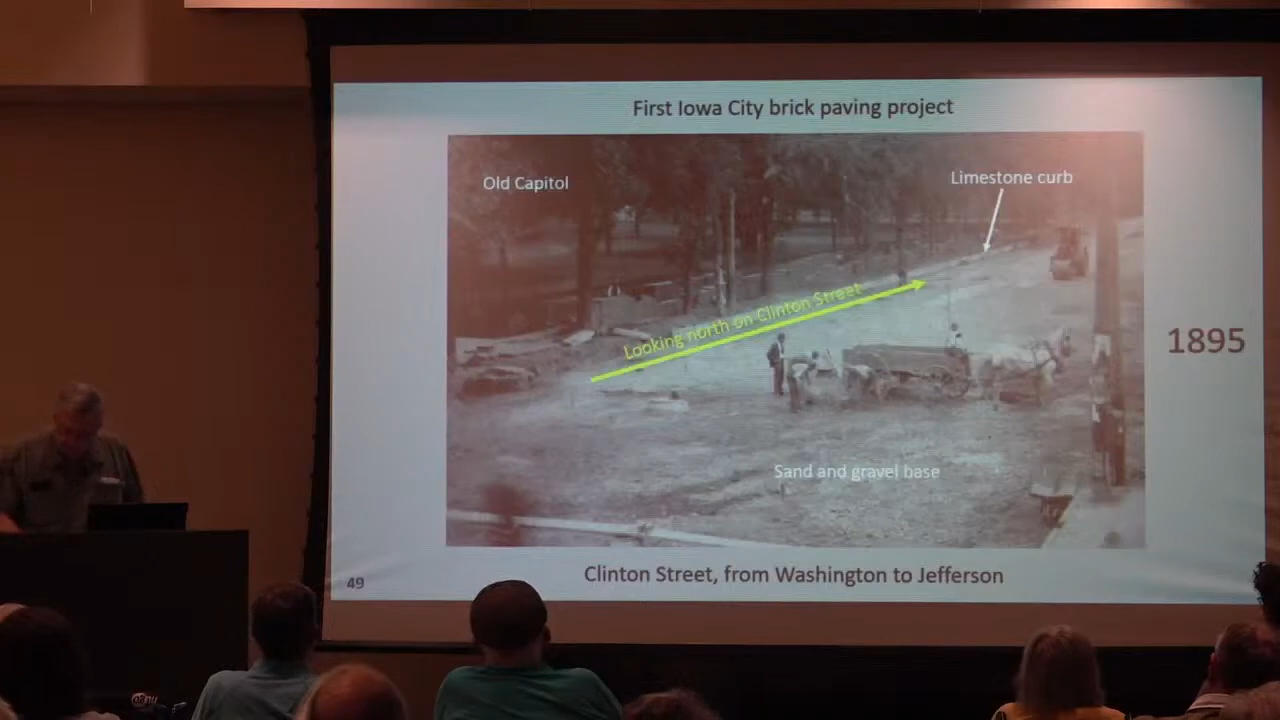 First Iowa City brick paving project
Old Capitol
Limestone curb
Looking north on Clinton Street
1895
Sand and gravel base
Clinton Street, from Washington to Jefferson
49